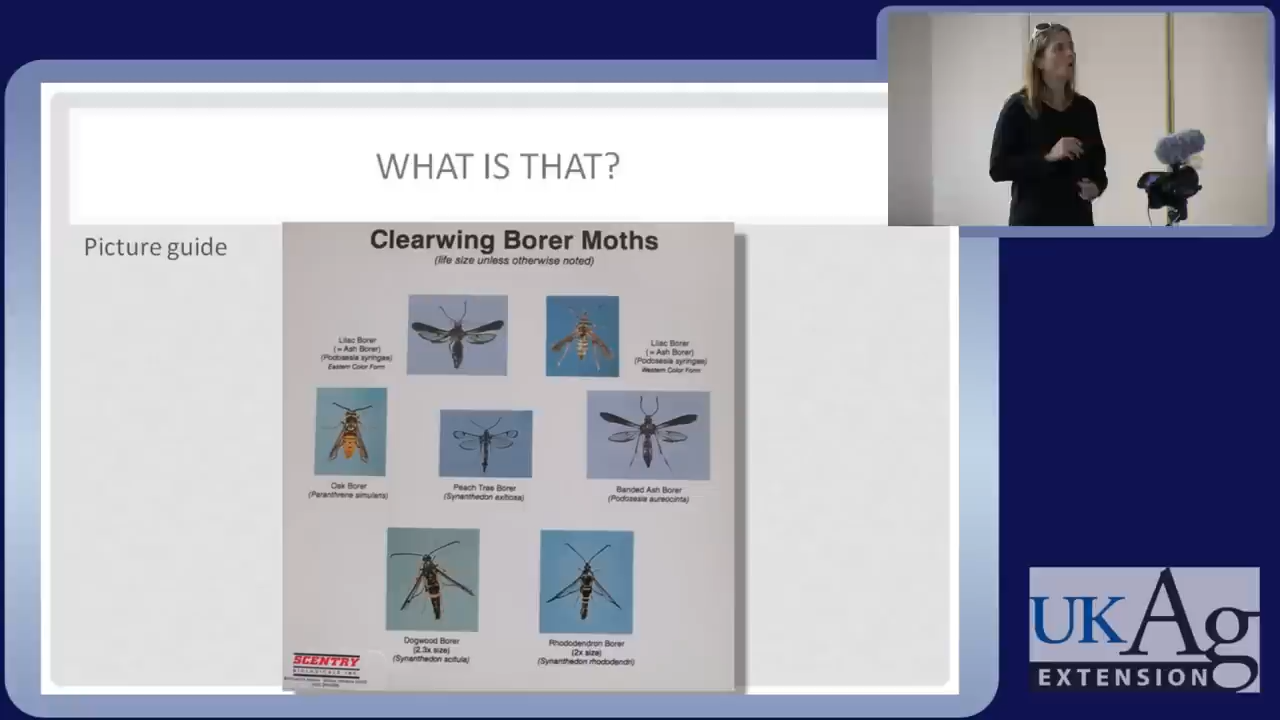 WHAT IS THAT?
Picture guide
Clearwing Borer Moths
(life size unless otherwise noted)
Lilac Borer
(= Ash Borer)
(Podosesia syringae)
Eastern Color Form
Lilac Borer
(= Ash Borer)
(Podosesia syringae)
Western Color Form
Oak Borer
(Paranthrene simulans)
Peach Tree Borer
(Synanthedon exitiosa)
Banded Ash Borer
(Podosesia aureocincta)
Dogwood Borer
(2.3x size)
(Synanthedon scitula)
Rhododendron Borer
(2x size)
(Synanthedon rhododendri)
SCENTRY
BIOLOGICALS INC.
UKAg
EXTENSION